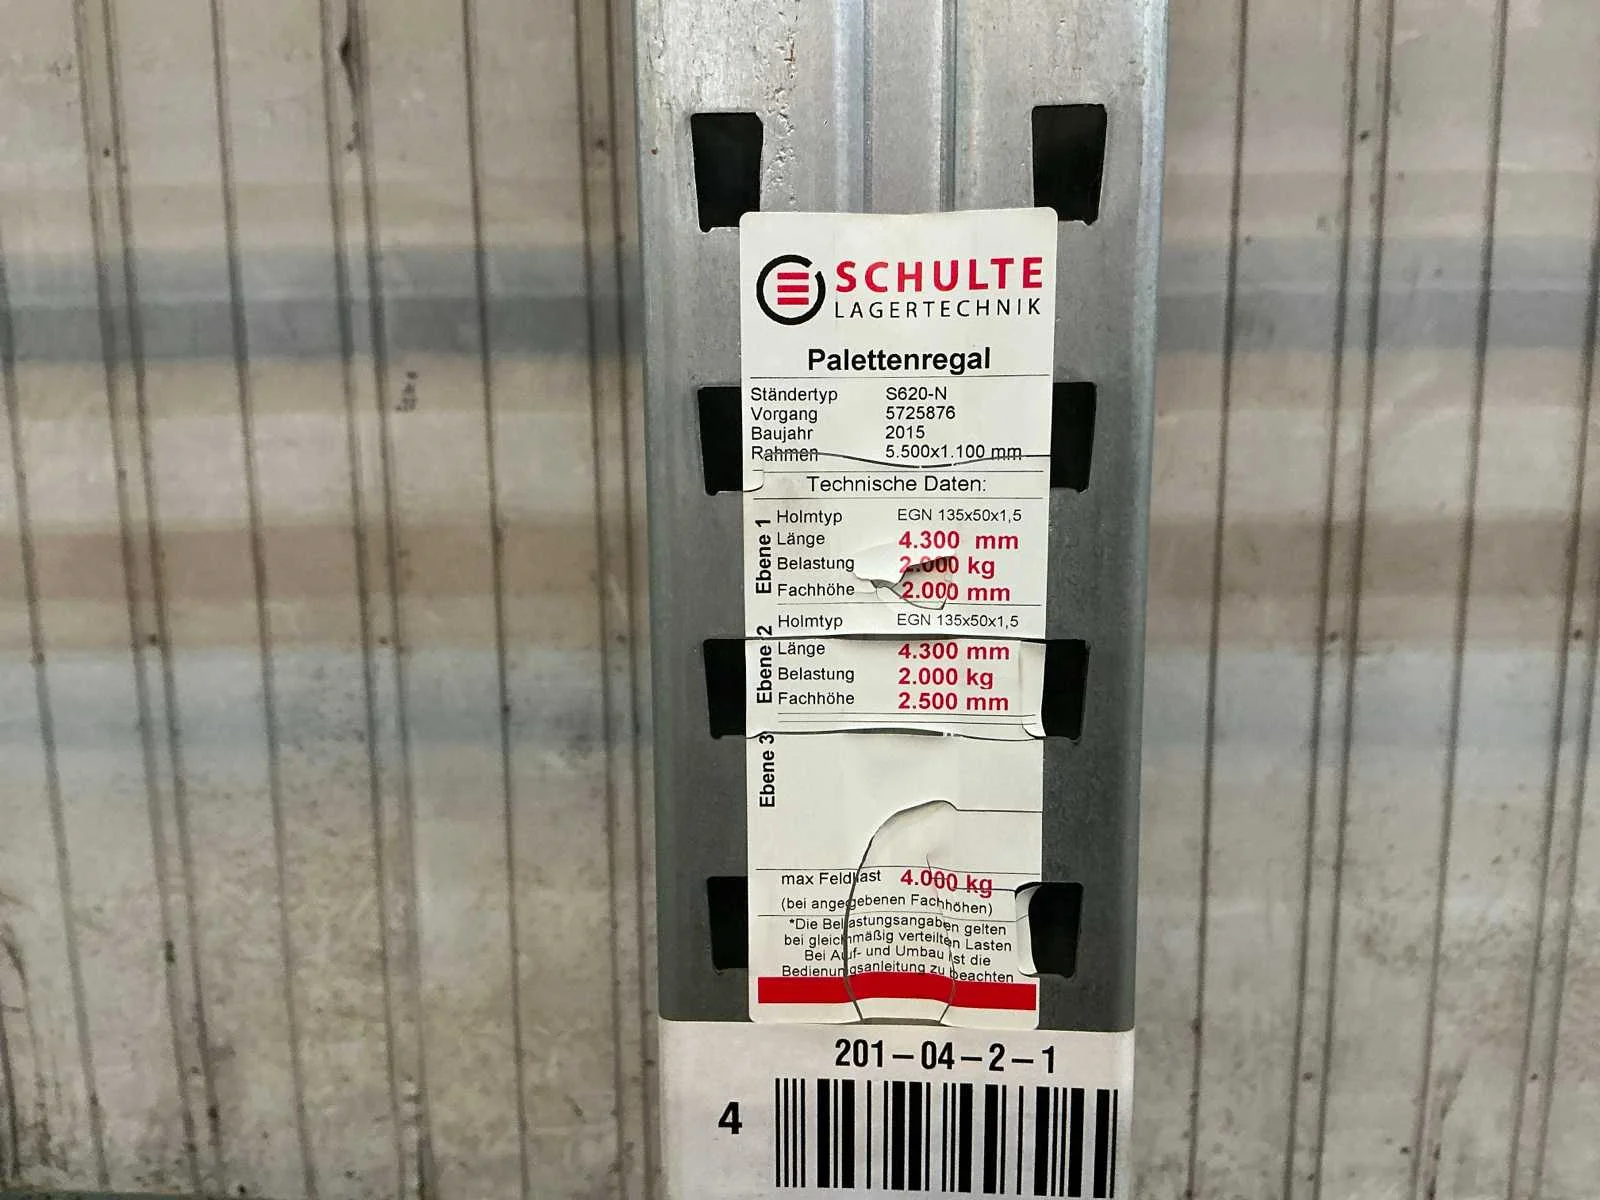 SCHULTE
LAGERTECHNIK
Palettenregal
Ständertyp S620-N
Vorgang 5725876
Baujahr 2015
Rahmen 5.500x1.100 mm
Technische Daten:
Ebene 1
Holmtyp EGN 135x50x1,5
Länge 4.300 mm
Belastung 2.000 kg
Fachhöhe 2.000 mm
Ebene 2
Holmtyp EGN 135x50x1,5
Länge 4.300 mm
Belastung 2.000 kg
Fachhöhe 2.500 mm
Ebene 3
max Feldlast 4.000 kg
(bei angegebenen Fachhöhen)
*Die Belastungsangaben gelten
bei gleichmäßig verteilten Lasten
Bei Auf- und Umbau ist die
Bedienungsanleitung zu beachten
201-04-2-1
4